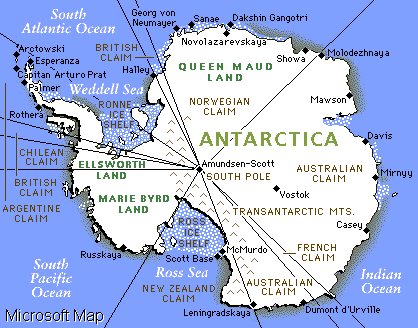 South
Atlantic Ocean
Georg von
Neumayer
Sanae
Dakshin Gangotri
Novolazarevskaya
Arctowski
Esperanza
Capitan Arturo Prat
Palmer
Rothera
BRITISH
CLAIM
Halley
Weddell Sea
QUEEN MAUD
LAND
Showa
Molodezhnaya
Mawson
RONNE
ICE
SHELF
NORWEGIAN
CLAIM
ANTARCTICA
Davis
CHILEAN
CLAIM
BRITISH
CLAIM
ARGENTINE
CLAIM
ELLSWORTH
LAND
Amundsen-Scott
SOUTH POLE
AUSTRALIAN
CLAIM
Mirnyy
Vostok
MARIE BYRD
LAND
TRANSANTARCTIC MTS.
Casey
ROSS
ICE
SHELF
McMurdo
FRENCH
CLAIM
Russkaya
Scott Base
Ross Sea
South
Pacific
Ocean
NEW ZEALAND
CLAIM
AUSTRALIAN
CLAIM
Indian
Ocean
Leningradskaya
Dumont d'Urville
Microsoft Map